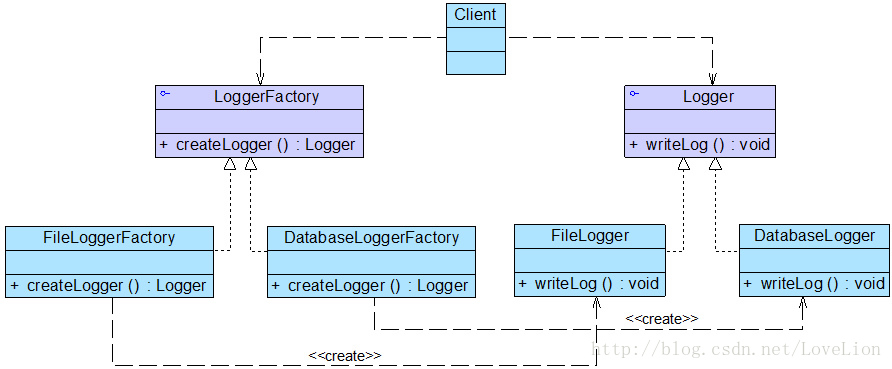 Client
LoggerFactory
+ createLogger () : Logger
Logger
+ writeLog () : void
FileLoggerFactory
+ createLogger () : Logger
DatabaseLoggerFactory
+ createLogger () : Logger
FileLogger
+ writeLog () : void
DatabaseLogger
+ writeLog () : void
<<create>>
<<create>>
http://blog.csdn.net/LoveLion